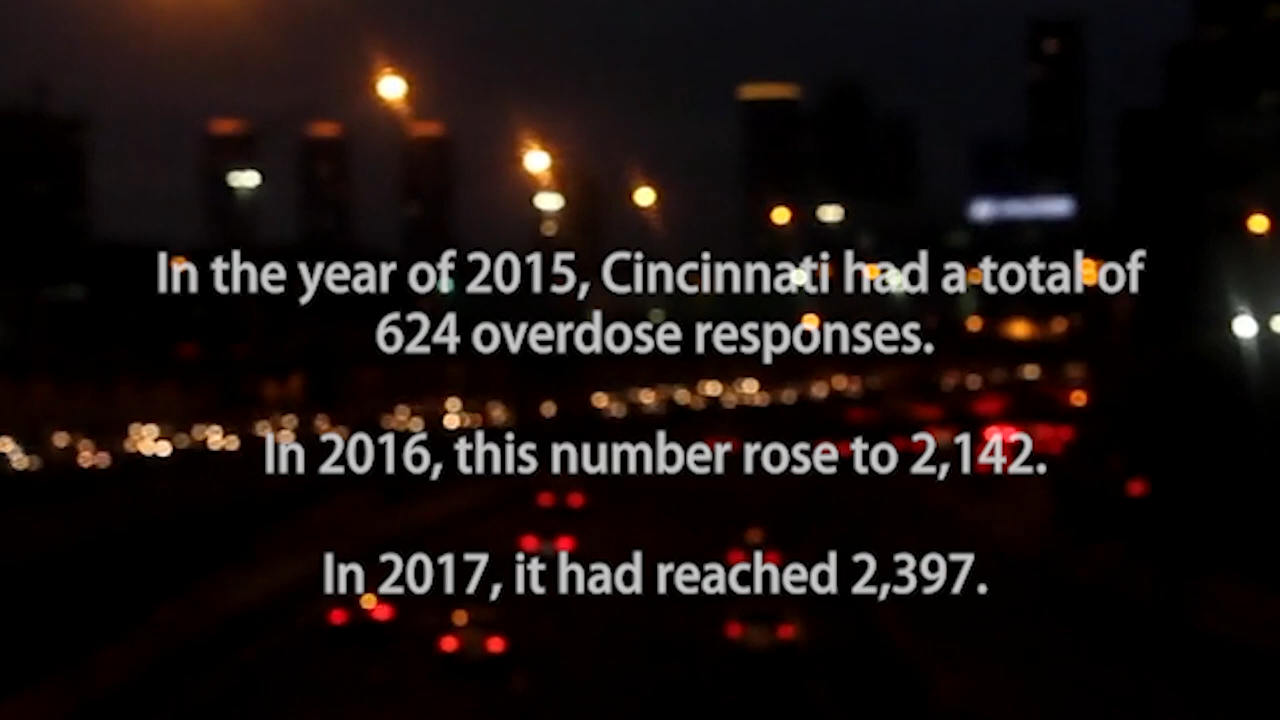 In the year of 2015, Cincinnati had a total of
624 overdose responses.
In 2016, this number rose to 2,142.
In 2017, it had reached 2,397.